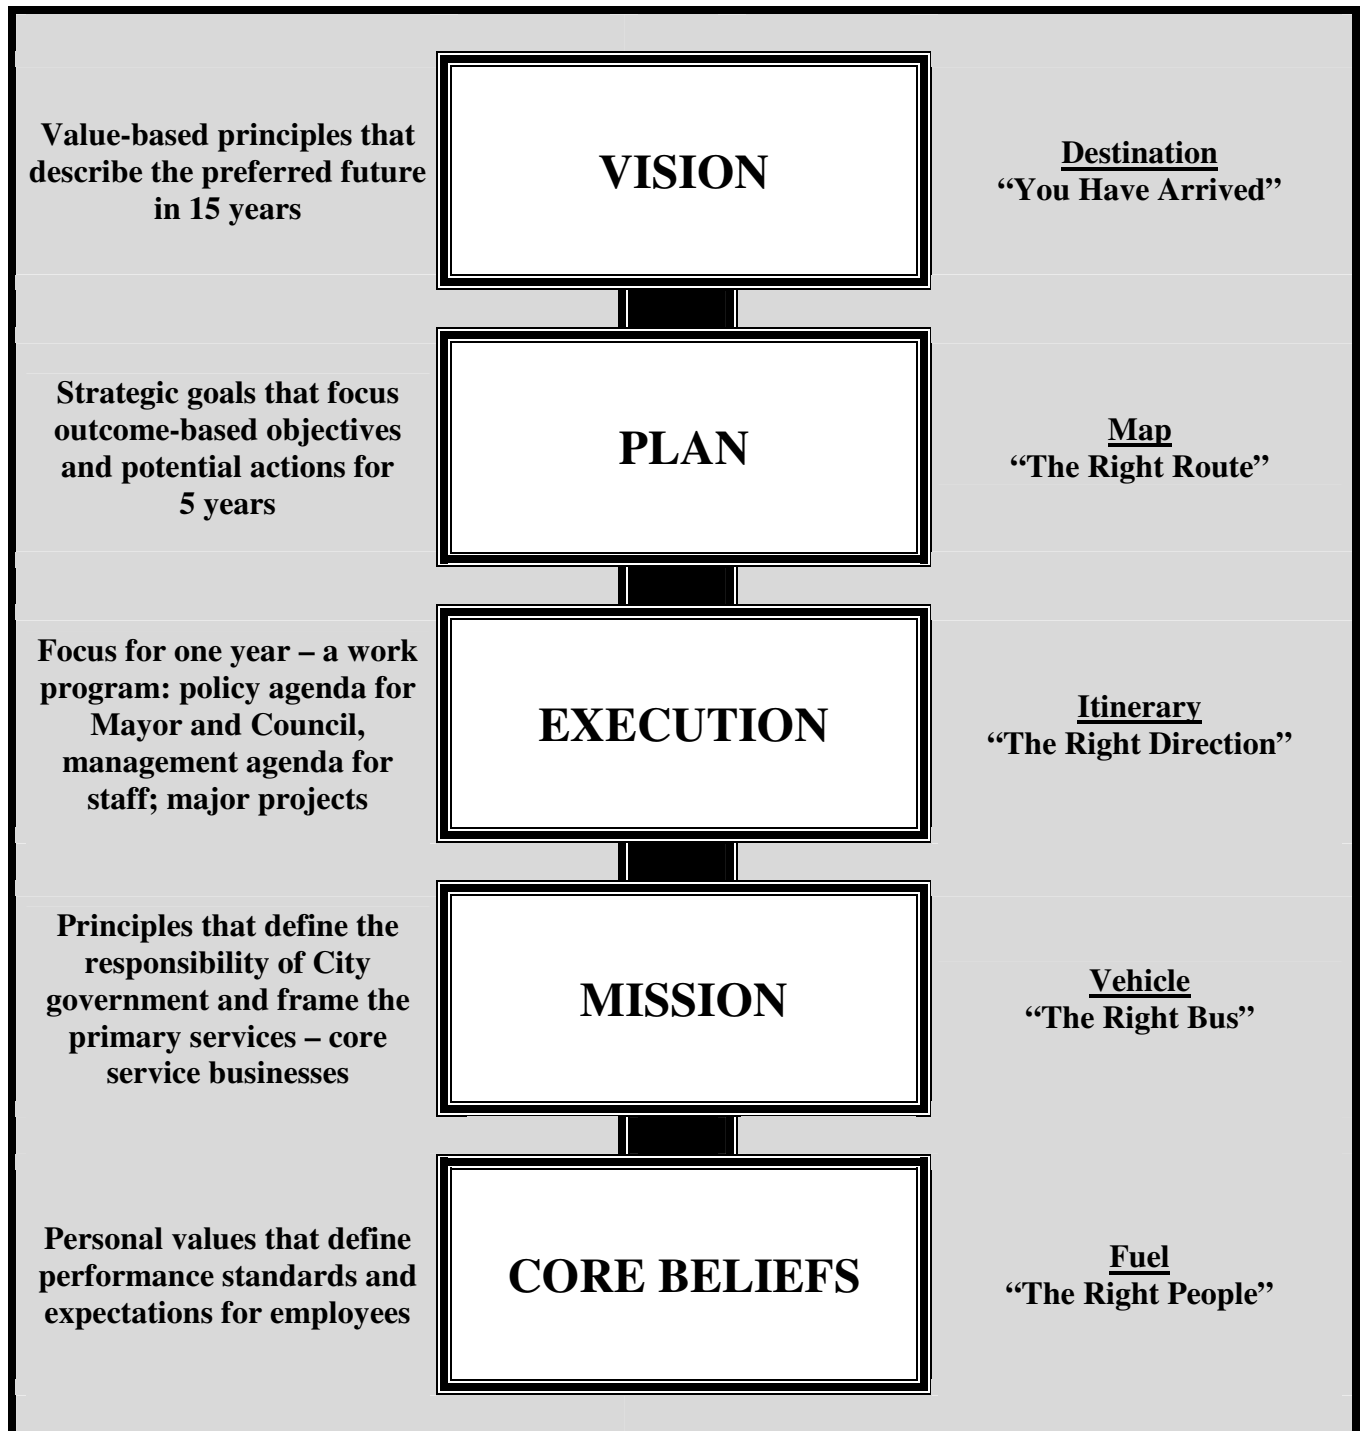 Value-based principles that
describe the preferred future
in 15 years
VISION
Destination
“You Have Arrived”
Strategic goals that focus
outcome-based objectives
and potential actions for
5 years
PLAN
Map
“The Right Route”
Focus for one year – a work
program: policy agenda for
Mayor and Council,
management agenda for
staff; major projects
EXECUTION
Itinerary
“The Right Direction”
Principles that define the
responsibility of City
government and frame the
primary services – core
service businesses
MISSION
Vehicle
“The Right Bus”
Personal values that define
performance standards and
expectations for employees
CORE BELIEFS
Fuel
“The Right People”